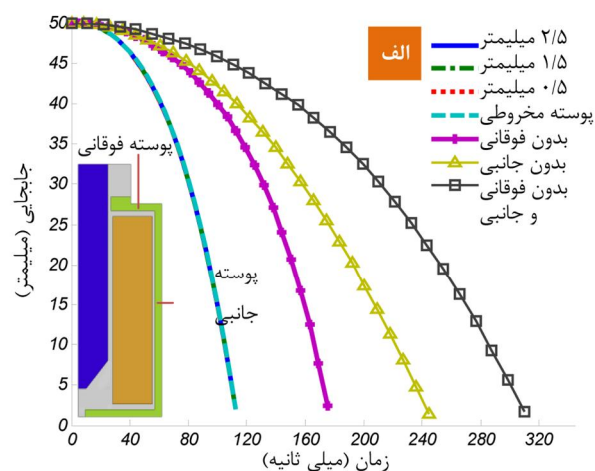 الف
۲/۵ میلیمتر
۱/۵ میلیمتر
۰/۵ میلیمتر
پوسته مخروطی
بدون فوقانی
بدون جانبی
بدون فوقانی
و جانبی
جابجایی (میلیمتر)
50
45
40
35
30
25
20
15
10
5
0
پوسته فوقانی
پوسته
جانبی
0 40 80 120 160 200 240 280 320
زمان (میلی ثانیه)